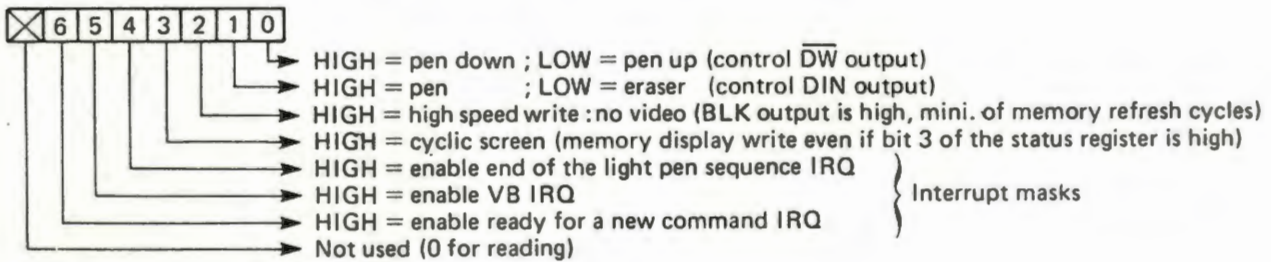 6 5 4 3 2 1 0
HIGH = pen down ; LOW = pen up (control D̅W̅ output)
HIGH = pen ; LOW = eraser (control DIN output)
HIGH = high speed write : no video (BLK output is high, mini. of memory refresh cycles)
HIGH = cyclic screen (memory display write even if bit 3 of the status register is high)
HIGH = enable end of the light pen sequence IRQ
HIGH = enable VB IRQ
Interrupt masks
HIGH = enable ready for a new command IRQ
Not used (0 for reading)